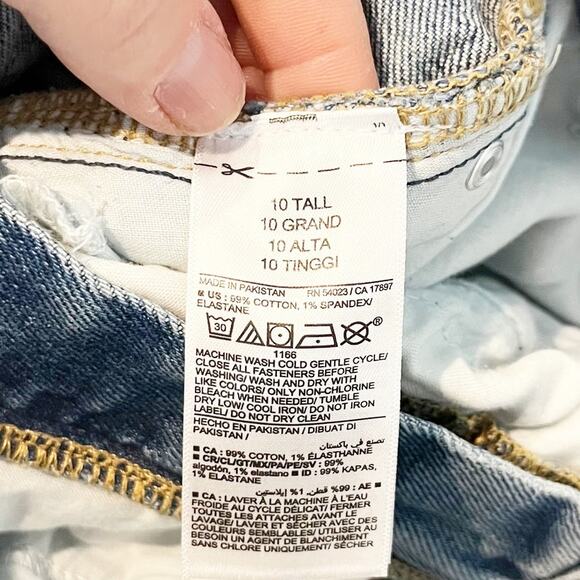 10 TALL
10 GRAND
10 ALTA
10 TINGGI
MADE IN PAKISTAN RN 54023 / CA 17897
US : 99% COTTON, 1% SPANDEX/
ELASTANE
30 ®
1166
MACHINE WASH COLD GENTLE CYCLE/
CLOSE ALL FASTENERS BEFORE
WASHING/ WASH AND DRY WITH
LIKE COLORS/ ONLY NON-CHLORINE
BLEACH WHEN NEEDED/ TUMBLE
DRY LOW/ COOL IRON/ DO NOT IRON
LABEL/ DO NOT DRY CLEAN
HECHO EN PAKISTAN / DIBUAT DI
PAKISTAN /
صنع في باكستان
CA : 99% COTON, 1% ÉLASTHANNE
CR/CL/GT/MX/PA/PE/SV : 99%
algodón, 1% elastano ■ ID : 99% KAPAS,
1% ELASTANE
AE : 99% قطن, 1% إيلاستين
CA : LAVER À LA MACHINE À L'EAU
FROIDE AU CYCLE DÉLICAT/ FERMER
TOUTES LES ATTACHES AVANT LE
LAVAGE/ LAVER ET SÉCHER AVEC DES
COULEURS SEMBLABLES/ UTILISER AU
BESOIN UN AGENT DE BLANCHIMENT
SANS CHLORE UNIQUEMENT/ SÉCHER